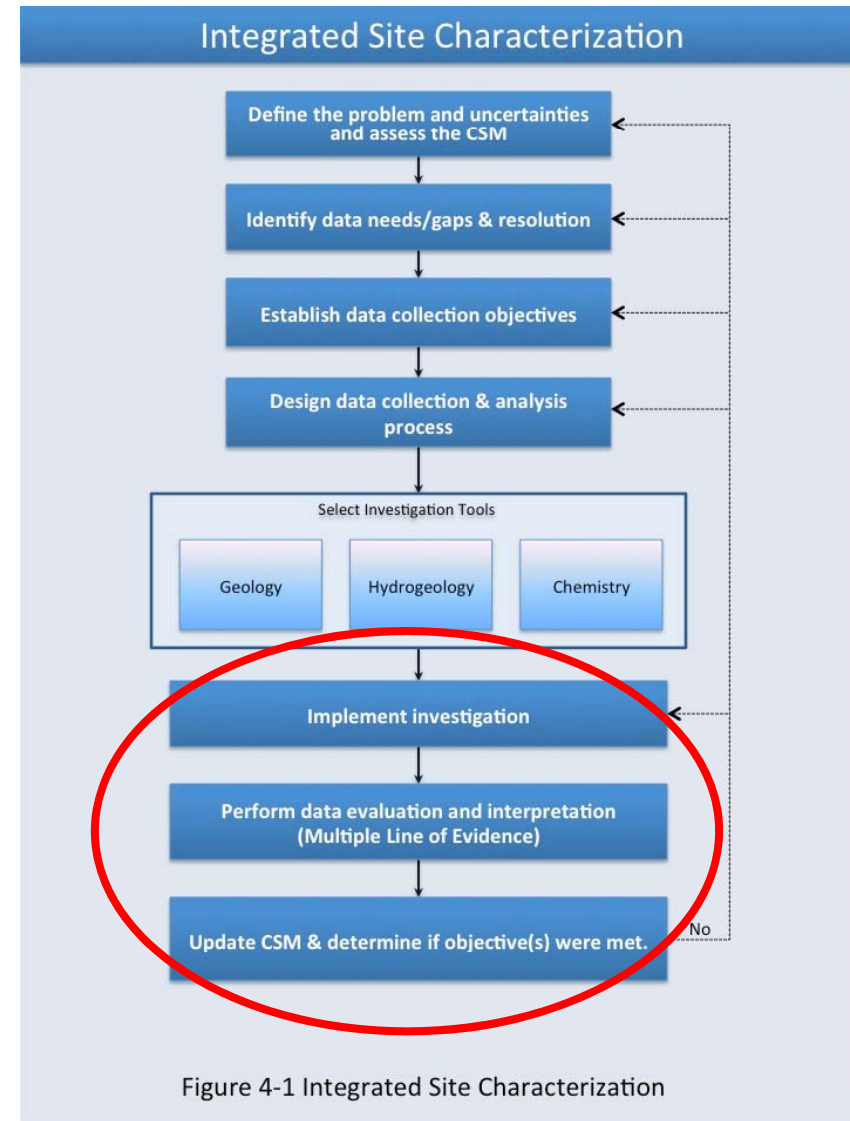 Integrated Site Characterization
Define the problem and uncertainties
and assess the CSM
Identify data needs/gaps & resolution
Establish data collection objectives
Design data collection & analysis
process
Select Investigation Tools
Geology
Hydrogeology
Chemistry
Implement investigation
Perform data evaluation and interpretation
(Multiple Line of Evidence)
Update CSM & determine if objective(s) were met.
No
Figure 4-1 Integrated Site Characterization